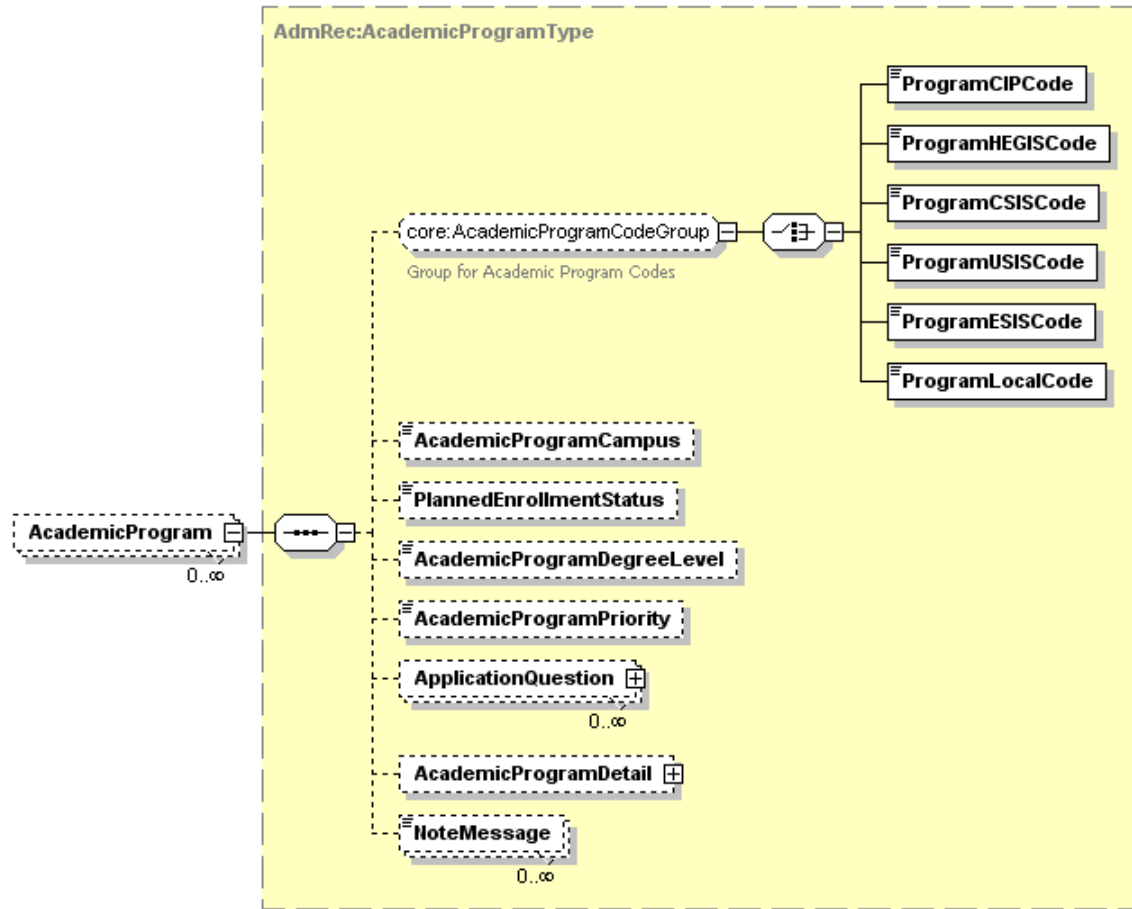 AdmRec:AcademicProgramType
ProgramCIPCode
ProgramHEGISCode
ProgramCSISCode
core:AcademicProgramCodeGroup
Group for Academic Program Codes
ProgramUSISCode
ProgramESISCode
ProgramLocalCode
AcademicProgramCampus
PlannedEnrollmentStatus
AcademicProgram
0..∞
AcademicProgramDegreeLevel
AcademicProgramPriority
ApplicationQuestion
0..∞
AcademicProgramDetail
NoteMessage
0..∞